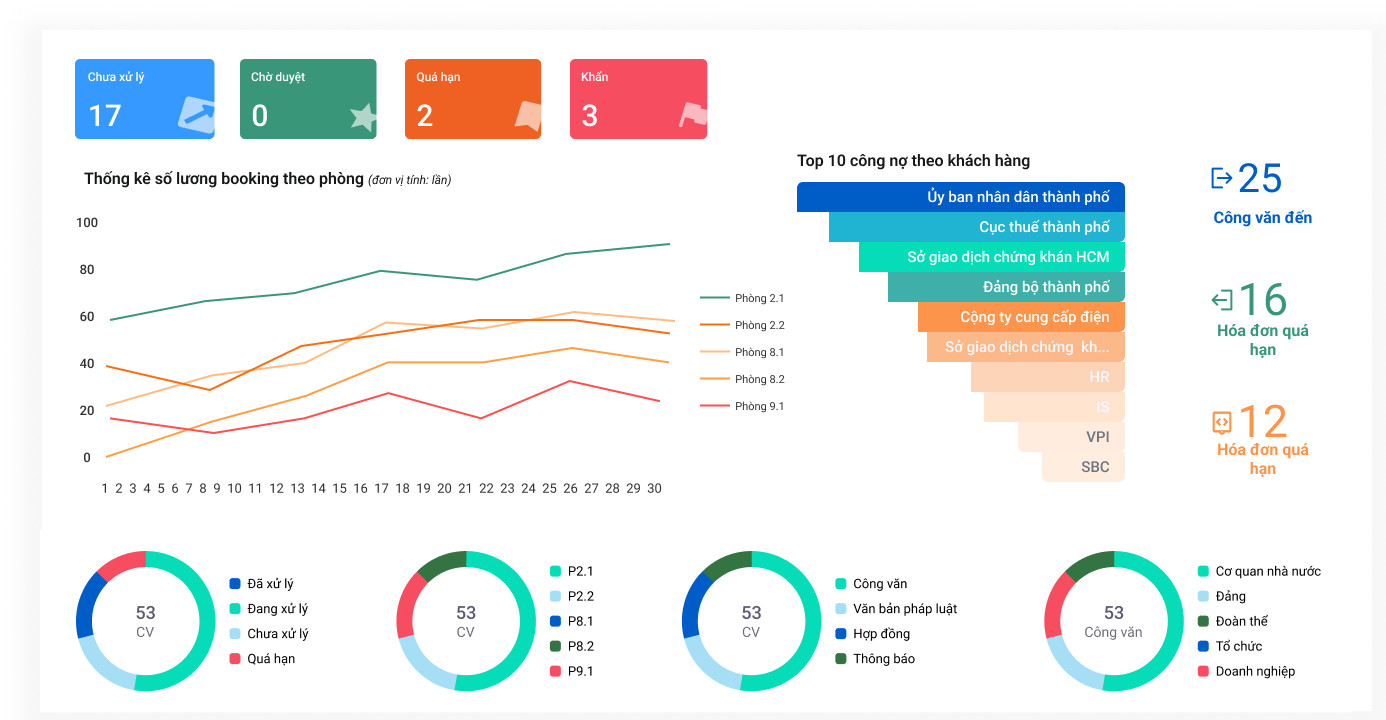 Chưa xử lý
17
Chờ duyệt
0
Quá hạn
2
Khẩn
3
Thống kê số lương booking theo phòng (đơn vị tính: lần)
100
80
60
40
20
0
1 2 3 4 5 6 7 8 9 10 11 12 13 14 15 16 17 18 19 20 21 22 23 24 25 26 27 28 29 30
Phòng 2.1
Phòng 2.2
Phòng 8.1
Phòng 8.2
Phòng 9.1
Top 10 công nợ theo khách hàng
Ủy ban nhân dân thành phố
Cục thuế thành phố
Sở giao dịch chứng khán HCM
Đảng bộ thành phố
Cộng ty cung cấp điện
Sở giao dịch chứng kh...
HR
IS
VPI
SBC
25
Công văn đến
16
Hóa đơn quá
hạn
12
Hóa đơn quá
hạn
53
CV
Đã xử lý
Đang xử lý
Chưa xử lý
Quá hạn
53
CV
P2.1
P2.2
P8.1
P8.2
P9.1
53
CV
Công văn
Văn bản pháp luật
Hợp đồng
Thông báo
53
Công văn
Cơ quan nhà nước
Đảng
Đoàn thể
Tổ chức
Doanh nghiệp